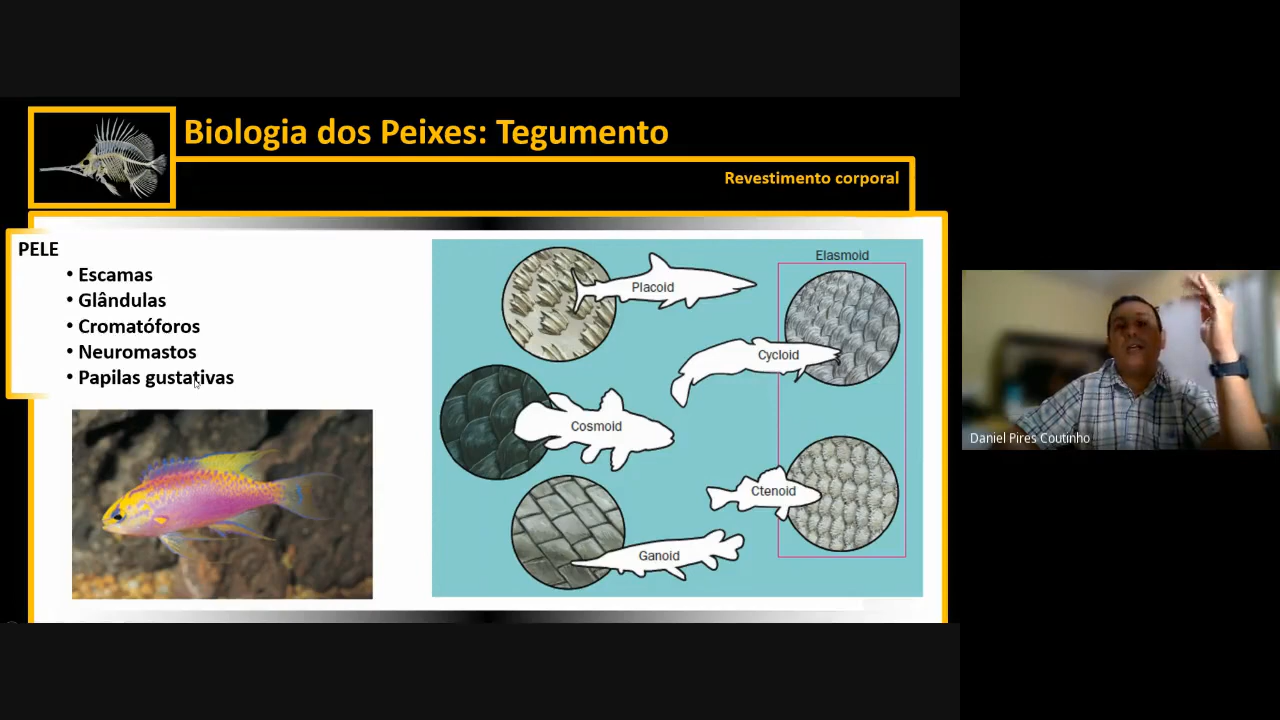 Biologia dos Peixes: Tegumento
Revestimento corporal
PELE
• Escamas
• Glândulas
• Cromatóforos
• Neuromastos
• Papilas gustativas
Elasmoid
Placoid
Cycloid
Cosmoid
Ctenoid
Ganoid
Daniel Pires Coutinho